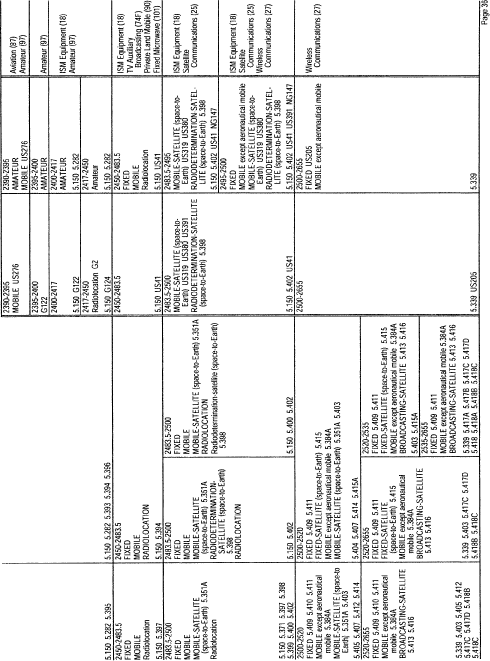 5.150 5.282 5.395
2450-2483.5
FIXED
MOBILE
Radiolocation
5.150 5.397
2483.5-2500
FIXED
MOBILE
MOBILE-SATELLITE
(space-to-Earth) 5.351A
Radiolocation
5.150 5.371 5.397 5.398
5.399 5.400 5.402
2500-2520
FIXED 5.409 5.410 5.411
MOBILE except aeronautical
mobile 5.384A
MOBILE-SATELLITE (space-to-
Earth) 5.351A 5.403
5.405 5.407 5.412 5.414
2520-2655
FIXED 5.409 5.410 5.411
MOBILE except aeronautical
mobile 5.384A
BROADCASTING-SATELLITE
5.413 5.416
5.339 5.403 5.405 5.412
5.417C 5.417D 5.418B
5.418C
5.150 5.282 5.393 5.394 5.396
2450-2483.5
FIXED
MOBILE
RADIOLOCATION
5.150 5.394
2483.5-2500
FIXED
MOBILE
MOBILE-SATELLITE
(space-to-Earth) 5.351A
RADIODETERMINATION-
SATELLITE (space-to-Earth)
5.398
RADIOLOCATION
5.150 5.402
2500-2520
FIXED 5.409 5.411
FIXED-SATELLITE (space-to-Earth) 5.415
MOBILE except aeronautical mobile 5.384A
MOBILE-SATELLITE (space-to-Earth) 5.351A 5.403
5.404 5.407 5.414 5.415A
2520-2655
FIXED 5.409 5.411
FIXED-SATELLITE
(space-to-Earth) 5.415
MOBILE except aeronautical
mobile 5.384A
BROADCASTING-SATELLITE
5.413 5.416
5.339 5.403 5.417C 5.417D
5.418B 5.418C
2483.5-2500
FIXED
MOBILE
MOBILE-SATELLITE (space-to-Earth) 5.351A
RADIOLOCATION
Radiodetermination-satellite (space-to-Earth)
5.398
5.150 5.400 5.402
2520-2535
FIXED 5.409 5.411
FIXED-SATELLITE (space-to-Earth) 5.415
MOBILE except aeronautical mobile 5.384A
BROADCASTING-SATELLITE 5.413 5.416
5.403 5.415A
2535-2655
FIXED 5.409 5.411
MOBILE except aeronautical mobile 5.384A
BROADCASTING-SATELLITE 5.413 5.416
5.339 5.417A 5.417B 5.417C 5.417D
5.418 5.418A 5.418B 5.418C
2390-2395
MOBILE US276
2395-2400
G122
2400-2417
5.150 G122
2417-2450
Radiolocation G2
5.150 G124
2450-2483.5
5.150 US41
2483.5-2500
MOBILE-SATELLITE (space-to-
Earth) US319 US380 US391
RADIODETERMINATION-SATELLITE
(space-to-Earth) 5.398
5.150 5.402 US41
2500-2655
5.339 US205
2390-2395
AMATEUR
MOBILE US276
2395-2400
AMATEUR
2400-2417
AMATEUR
5.150 5.282
2417-2450
Amateur
5.150 5.282
2450-2483.5
FIXED
MOBILE
Radiolocation
5.150 US41
2483.5-2495
MOBILE-SATELLITE (space-to-
Earth) US319 US380
RADIODETERMINATION-SATEL-
LITE (space-to-Earth) 5.398
5.150 5.402 US41 NG147
2495-2500
FIXED
MOBILE except aeronautical mobile
MOBILE-SATELLITE (space-to-
Earth) US319 US380
RADIODETERMINATION-SATEL-
LITE (space-to-Earth) 5.398
5.150 5.402 US41 US391 NG147
2500-2655
FIXED US205
MOBILE except aeronautical mobile
5.339
Aviation (87)
Amateur (97)
Amateur (97)
ISM Equipment (18)
Amateur (97)
ISM Equipment (18)
TV Auxiliary
Broadcasting (74F)
Private Land Mobile (90)
Fixed Microwave (101)
ISM Equipment (18)
Satellite
Communications (25)
ISM Equipment (18)
Satellite
Communications (25)
Wireless
Communications (27)
Wireless
Communications (27)